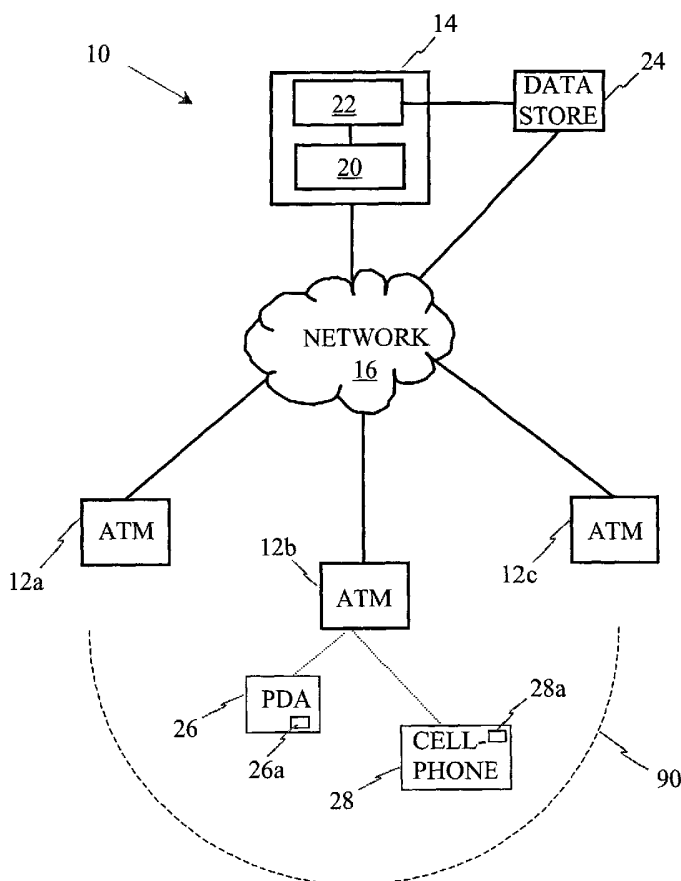 14
10
24
22
DATA
STORE
20
NETWORK
16
ATM
12a
12b
ATM
ATM
12c
PDA
26
26a
28a
CELL-
PHONE
28
90